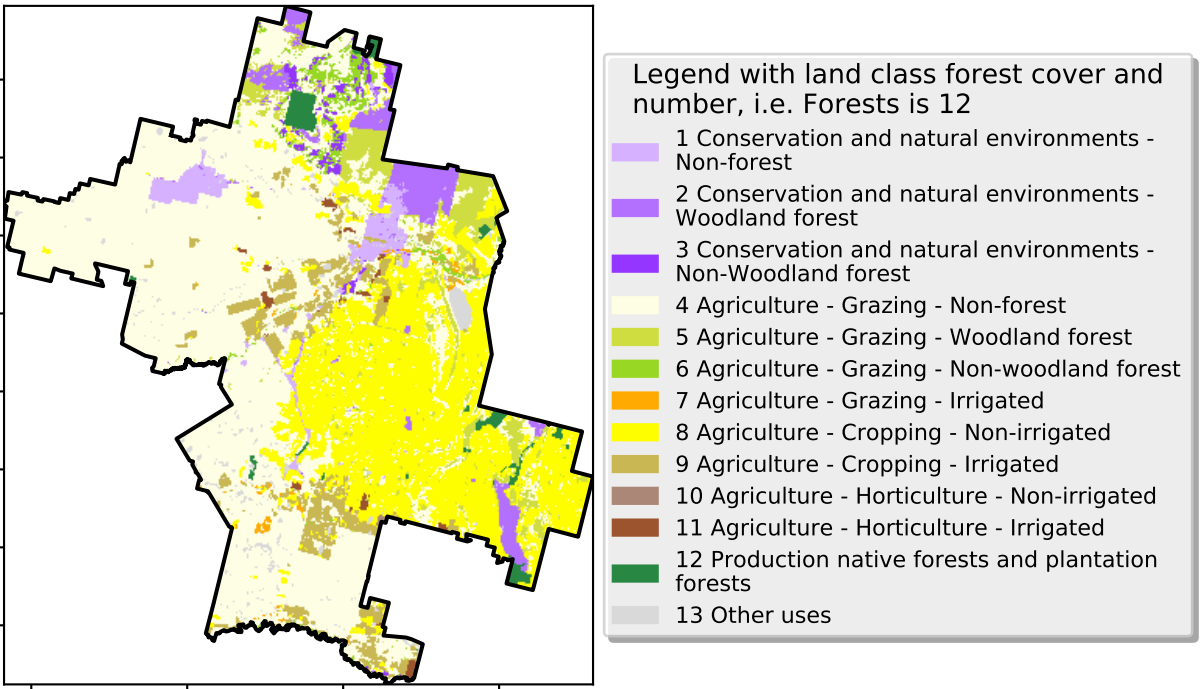 Legend with land class forest cover and
number, i.e. Forests is 12
1 Conservation and natural environments -
Non-forest
2 Conservation and natural environments -
Woodland forest
3 Conservation and natural environments -
Non-Woodland forest
4 Agriculture - Grazing - Non-forest
5 Agriculture - Grazing - Woodland forest
6 Agriculture - Grazing - Non-woodland forest
7 Agriculture - Grazing - Irrigated
8 Agriculture - Cropping - Non-irrigated
9 Agriculture - Cropping - Irrigated
10 Agriculture - Horticulture - Non-irrigated
11 Agriculture - Horticulture - Irrigated
12 Production native forests and plantation
forests
13 Other uses